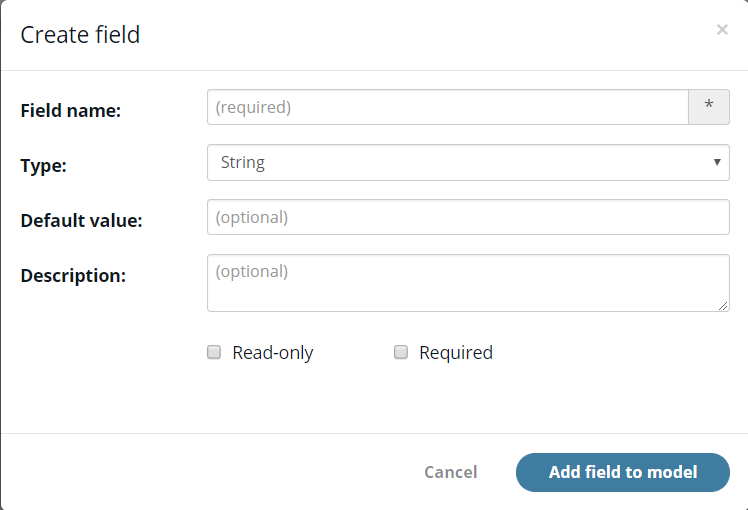 Create field ×
Field name: (required) *
Type: String
Default value: (optional)
Description: (optional)
Read-only Required
Cancel Add field to model